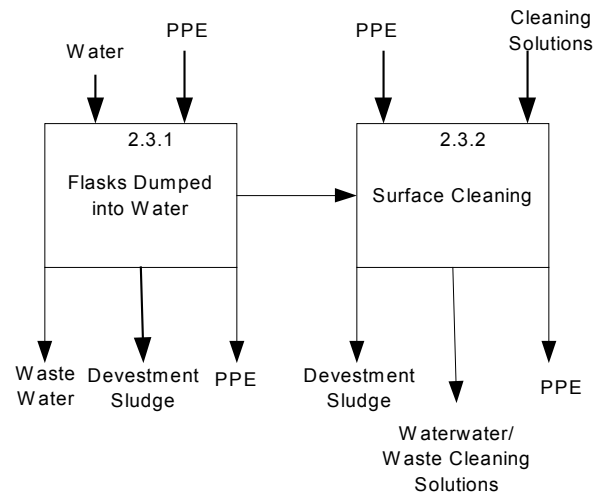 Water
PPE
PPE
Cleaning
Solutions
2.3.1
Flasks Dumped
into Water
2.3.2
Surface Cleaning
Waste
Water
Devestment
Sludge
PPE
Devestment
Sludge
Waterwater/
Waste Cleaning
Solutions
PPE